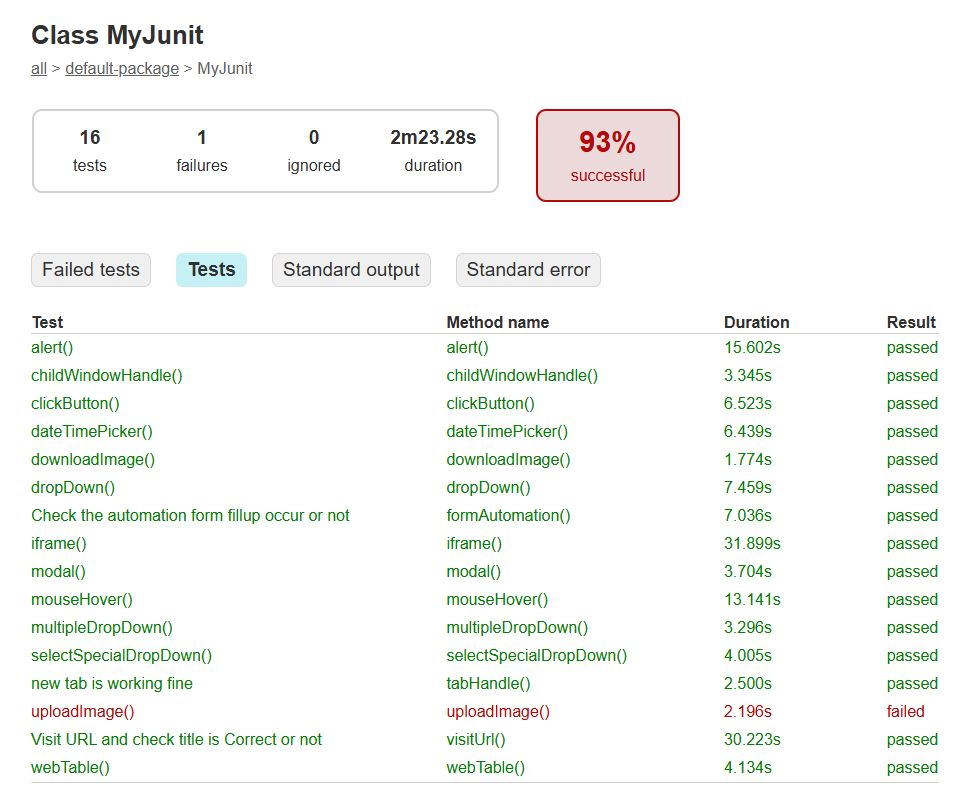 Class MyJunit
all > default-package > MyJunit
16 1 0 2m23.28s
tests failures ignored duration
93%
successful
Failed tests Tests Standard output Standard error
Test Method name Duration Result
alert() alert() 15.602s passed
childWindowHandle() childWindowHandle() 3.345s passed
clickButton() clickButton() 6.523s passed
dateTimePicker() dateTimePicker() 6.439s passed
downloadImage() downloadImage() 1.774s passed
dropDown() dropDown() 7.459s passed
Check the automation form fillup occur or not formAutomation() 7.036s passed
iframe() iframe() 31.899s passed
modal() modal() 3.704s passed
mouseHover() mouseHover() 13.141s passed
multipleDropDown() multipleDropDown() 3.296s passed
selectSpecialDropDown() selectSpecialDropDown() 4.005s passed
new tab is working fine tabHandle() 2.500s passed
uploadImage() uploadImage() 2.196s failed
Visit URL and check title is Correct or not visitUrl() 30.223s passed
webTable() webTable() 4.134s passed